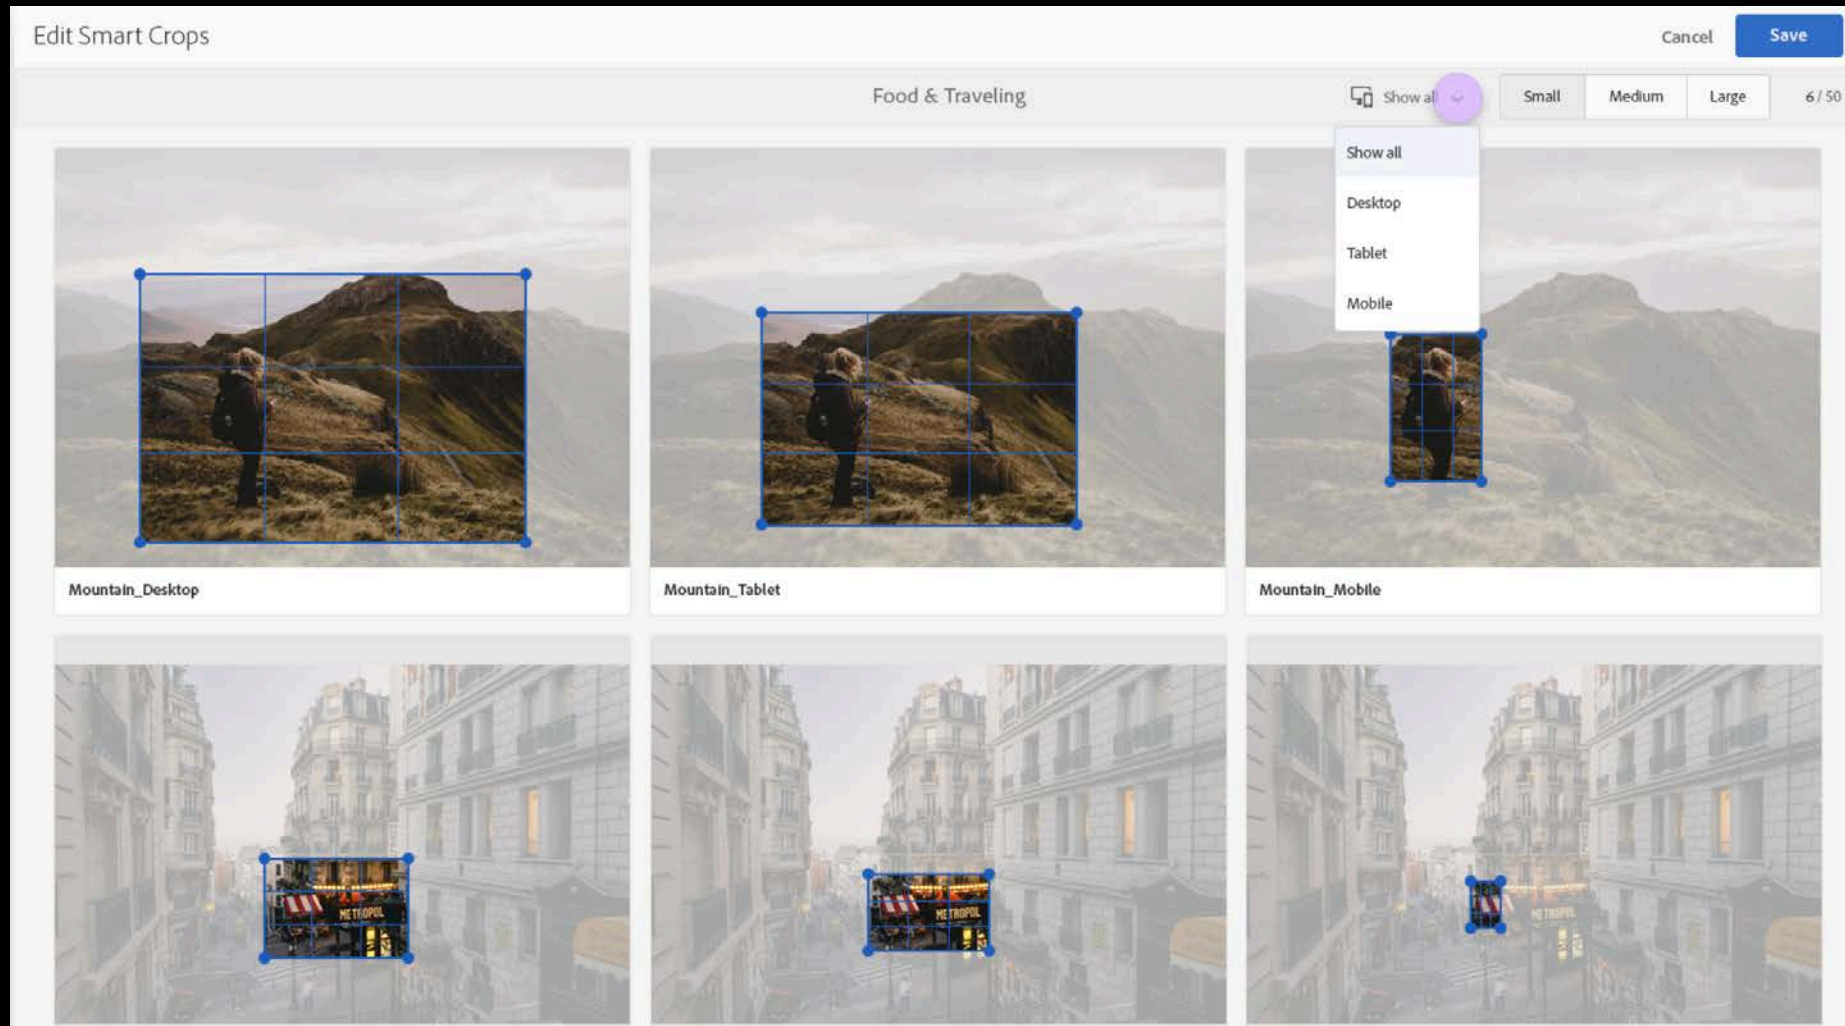 Edit Smart Crops
Cancel
Save
Food & Traveling
Show all
Small
Medium
Large
6 / 50
Show all
Desktop
Tablet
Mobile
Mountain_Desktop
Mountain_Tablet
Mountain_Mobile
METROPOL
METROPOL
METROPOL